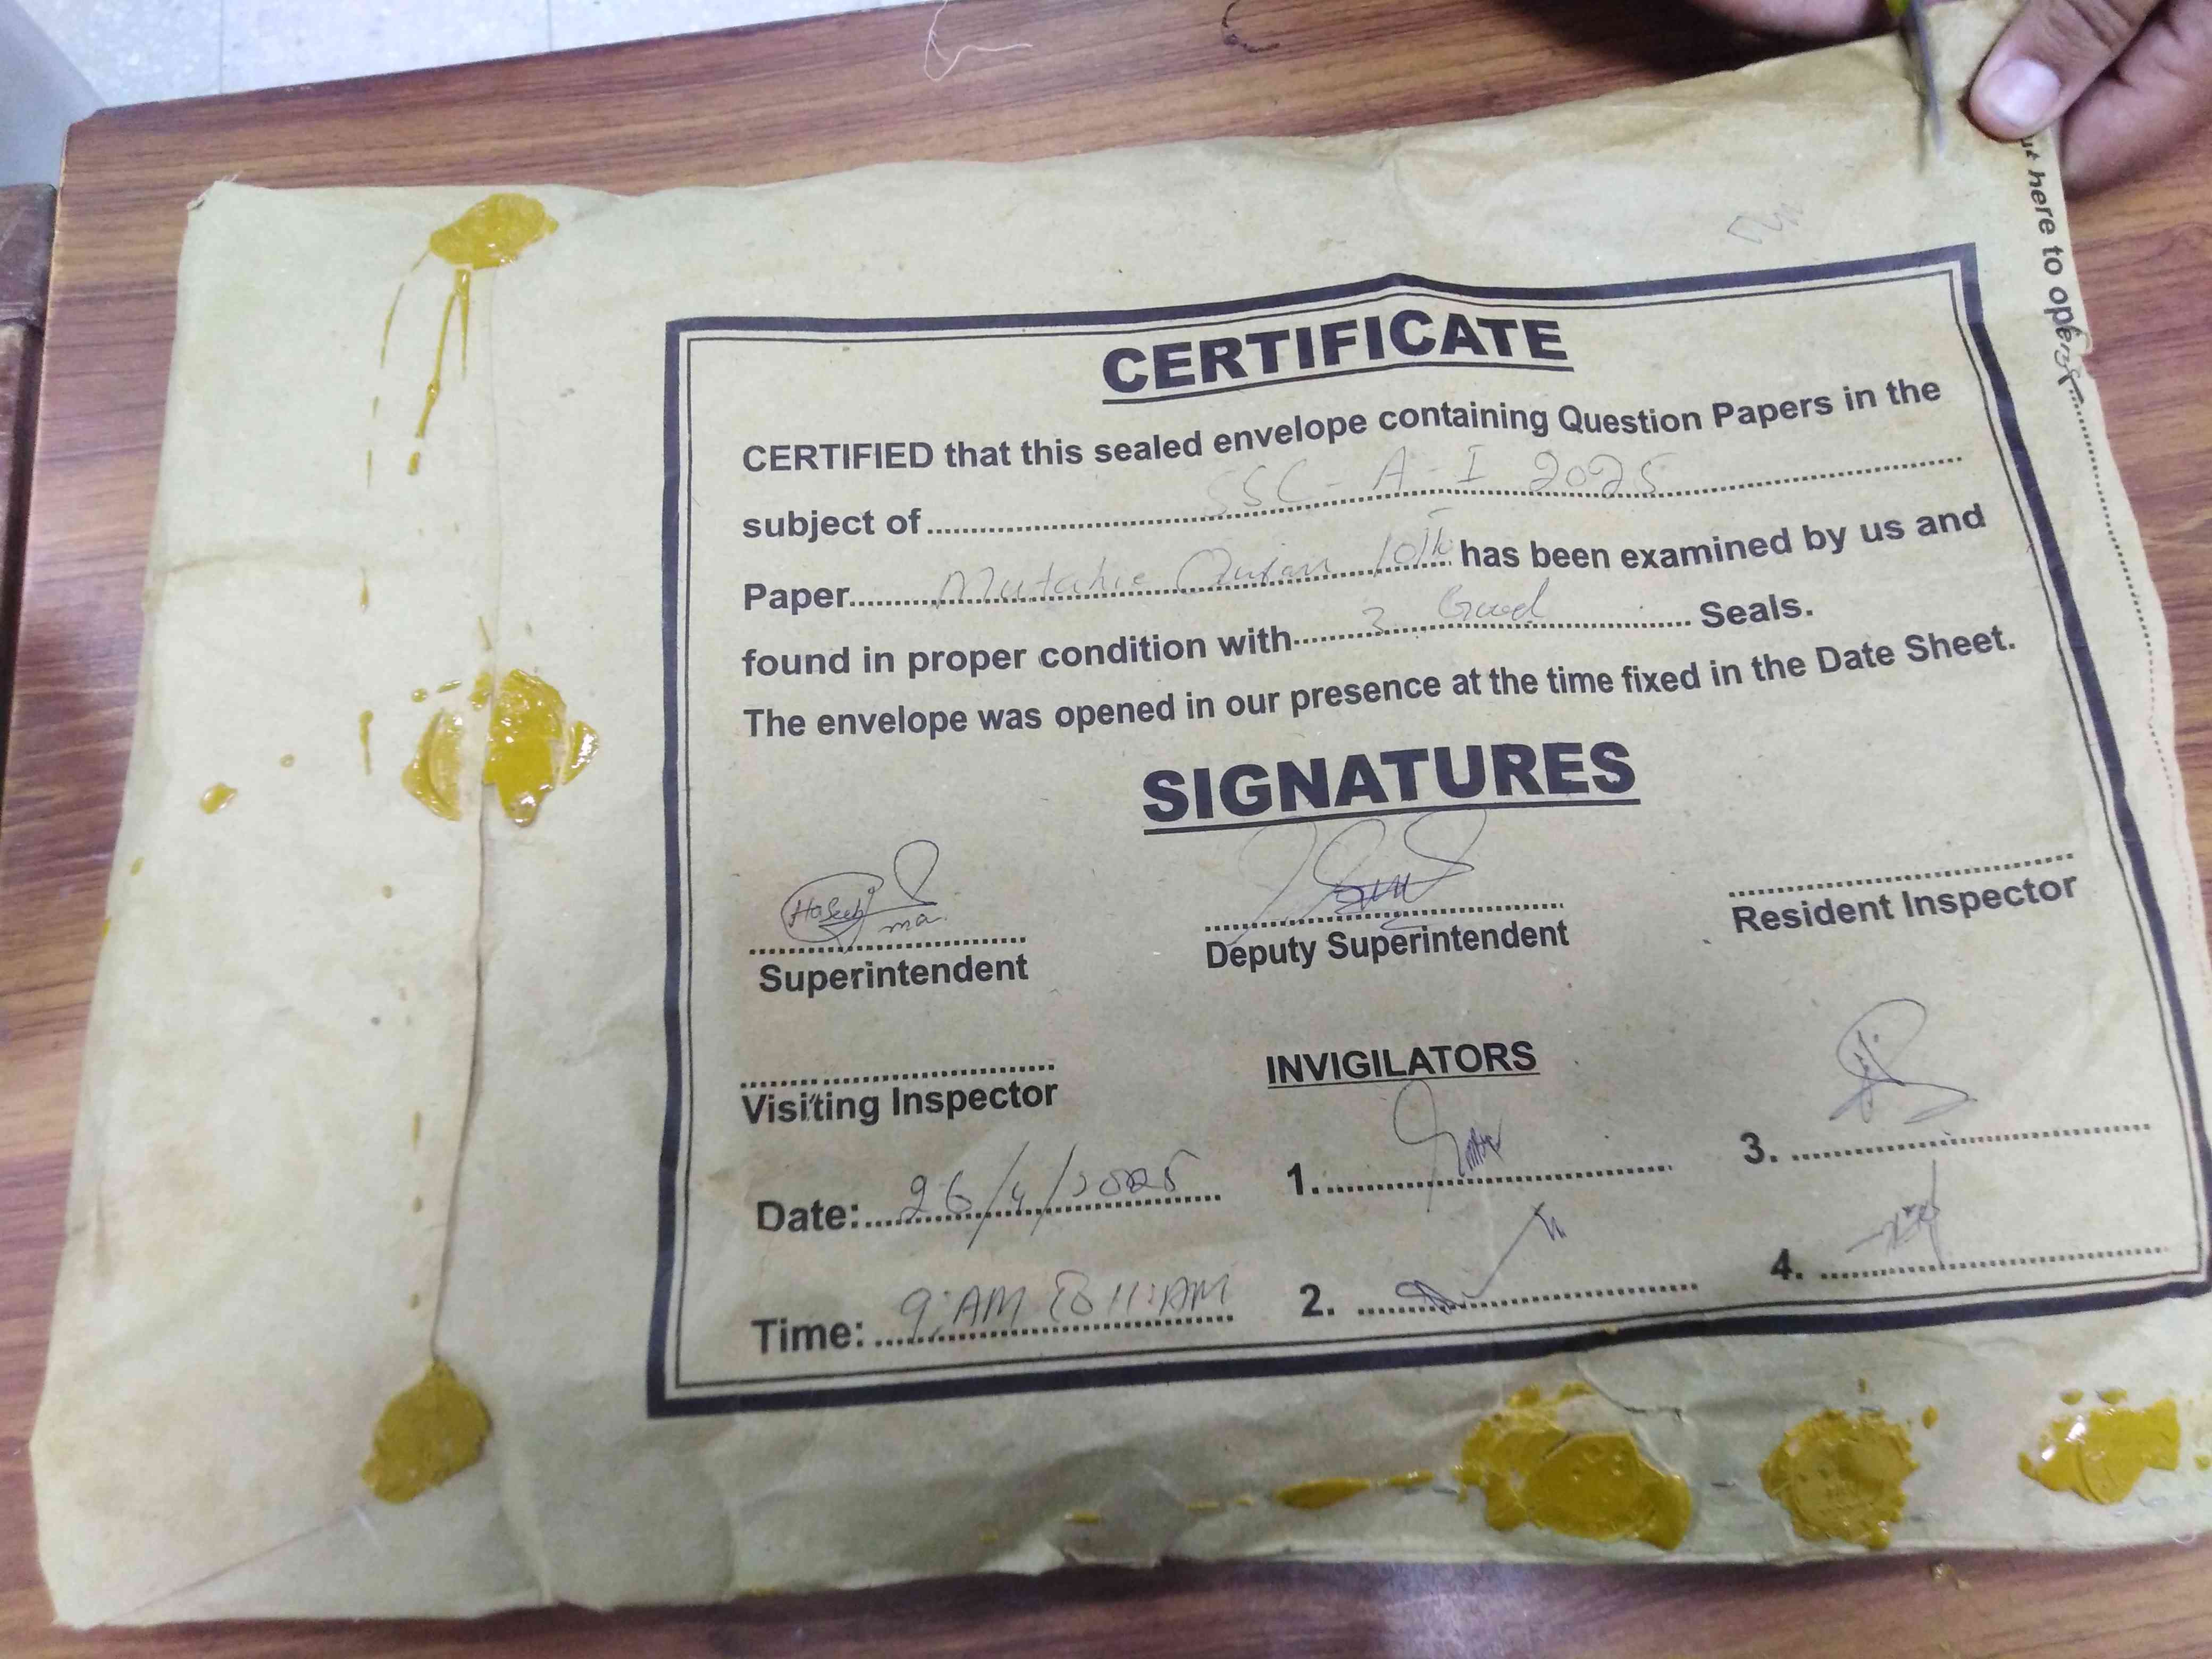 ut here to open
CERTIFICATE
CERTIFIED that this sealed envelope containing Question Papers in the
subject of SSC - A - I 2025
Paper Mutahie Quran 10th has been examined by us and
found in proper condition with 3 Good Seals.
The envelope was opened in our presence at the time fixed in the Date Sheet.
SIGNATURES
Superintendent
Deputy Superintendent
Resident Inspector
Visiting Inspector
INVIGILATORS
Date: 26/4/2025
1.
3.
Time: 9:AM To 11:AM
2.
4.